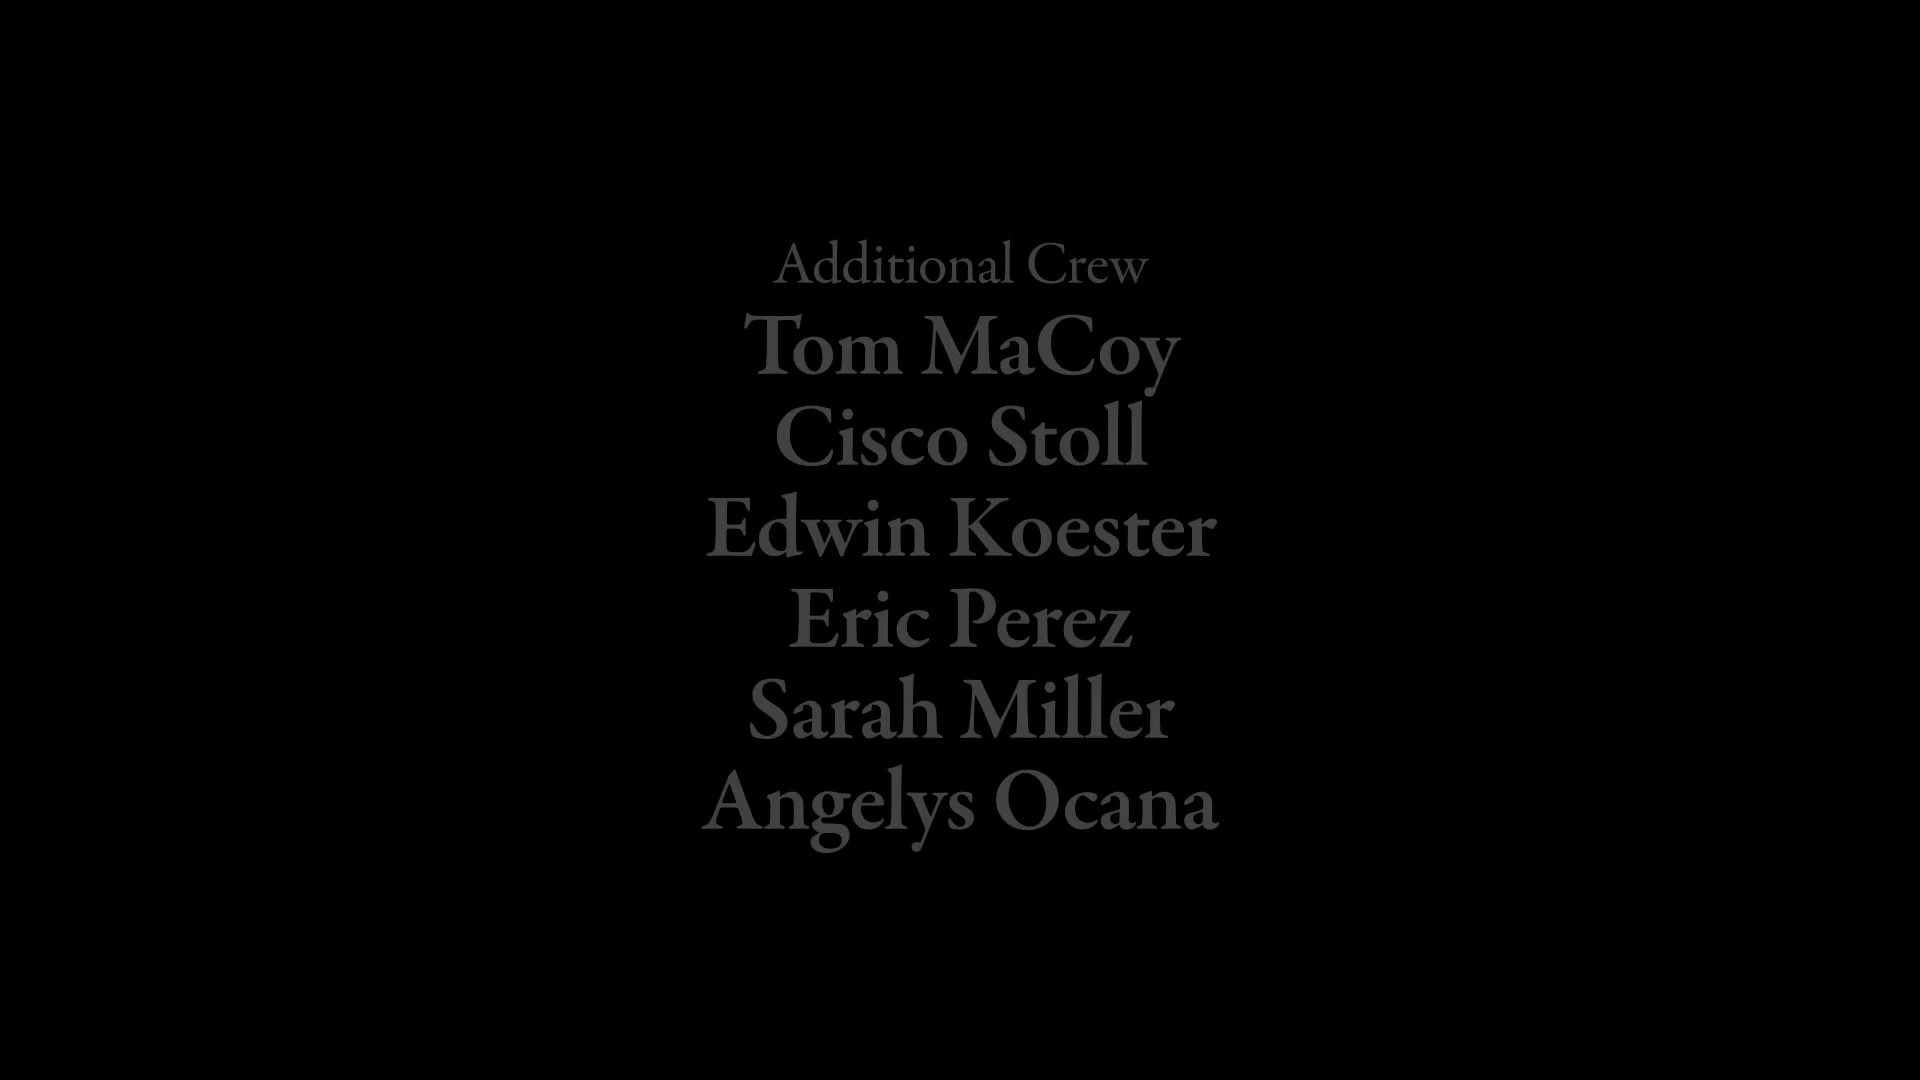 Additional Crew
Tom MaCoy
Cisco Stoll
Edwin Koester
Eric Perez
Sarah Miller
Angelys Ocana